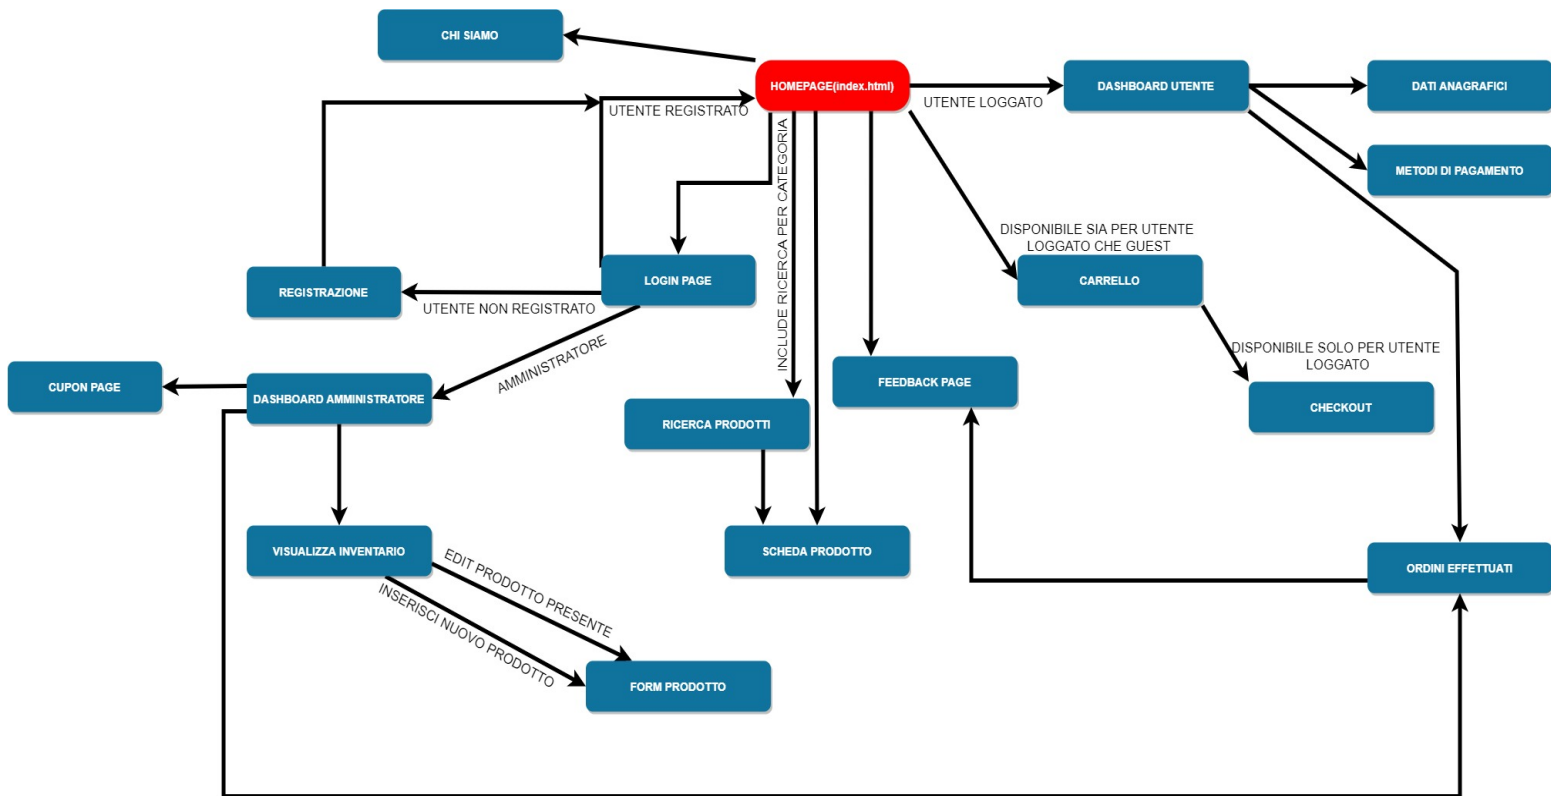 CHI SIAMO
HOMEPAGE(index.html)
DASHBOARD UTENTE
DATI ANAGRAFICI
UTENTE REGISTRATO
UTENTE LOGGATO
METODI DI PAGAMENTO
INCLUDE RICERCA PER CATEGORIA
DISPONIBILE SIA PER UTENTE
LOGGATO CHE GUEST
REGISTRAZIONE
LOGIN PAGE
CARRELLO
UTENTE NON REGISTRATO
AMMINISTRATORE
DISPONIBILE SOLO PER UTENTE
LOGGATO
CUPON PAGE
DASHBOARD AMMINISTRATORE
FEEDBACK PAGE
CHECKOUT
RICERCA PRODOTTI
VISUALIZZA INVENTARIO
SCHEDA PRODOTTO
ORDINI EFFETTUATI
EDIT PRODOTTO PRESENTE
INSERISCI NUOVO PRODOTTO
FORM PRODOTTO